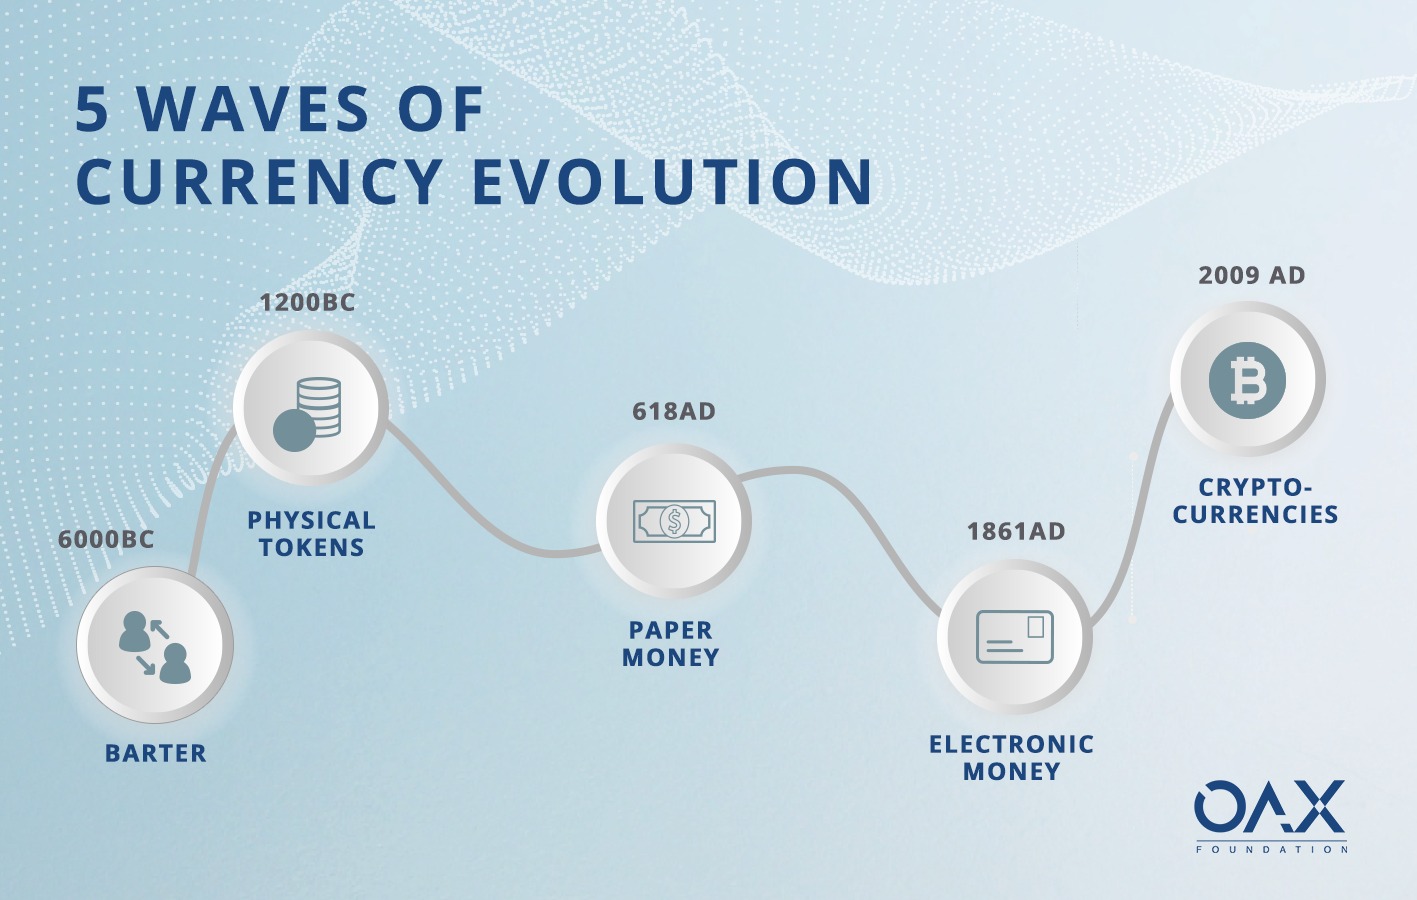 5 WAVES OF
CURRENCY EVOLUTION
6000BC
BARTER
1200BC
PHYSICAL
TOKENS
618AD
PAPER
MONEY
1861AD
ELECTRONIC
MONEY
2009 AD
CRYPTO-
CURRENCIES
OAX
FOUNDATION